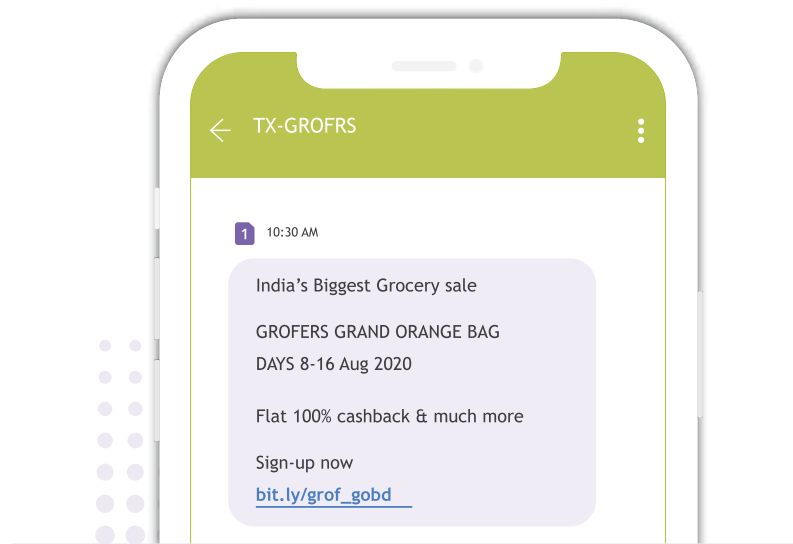 TX-GROFRS
1 10:30 AM
India’s Biggest Grocery sale
GROFERS GRAND ORANGE BAG
DAYS 8-16 Aug 2020
Flat 100% cashback & much more
Sign-up now
bit.ly/grof_gobd